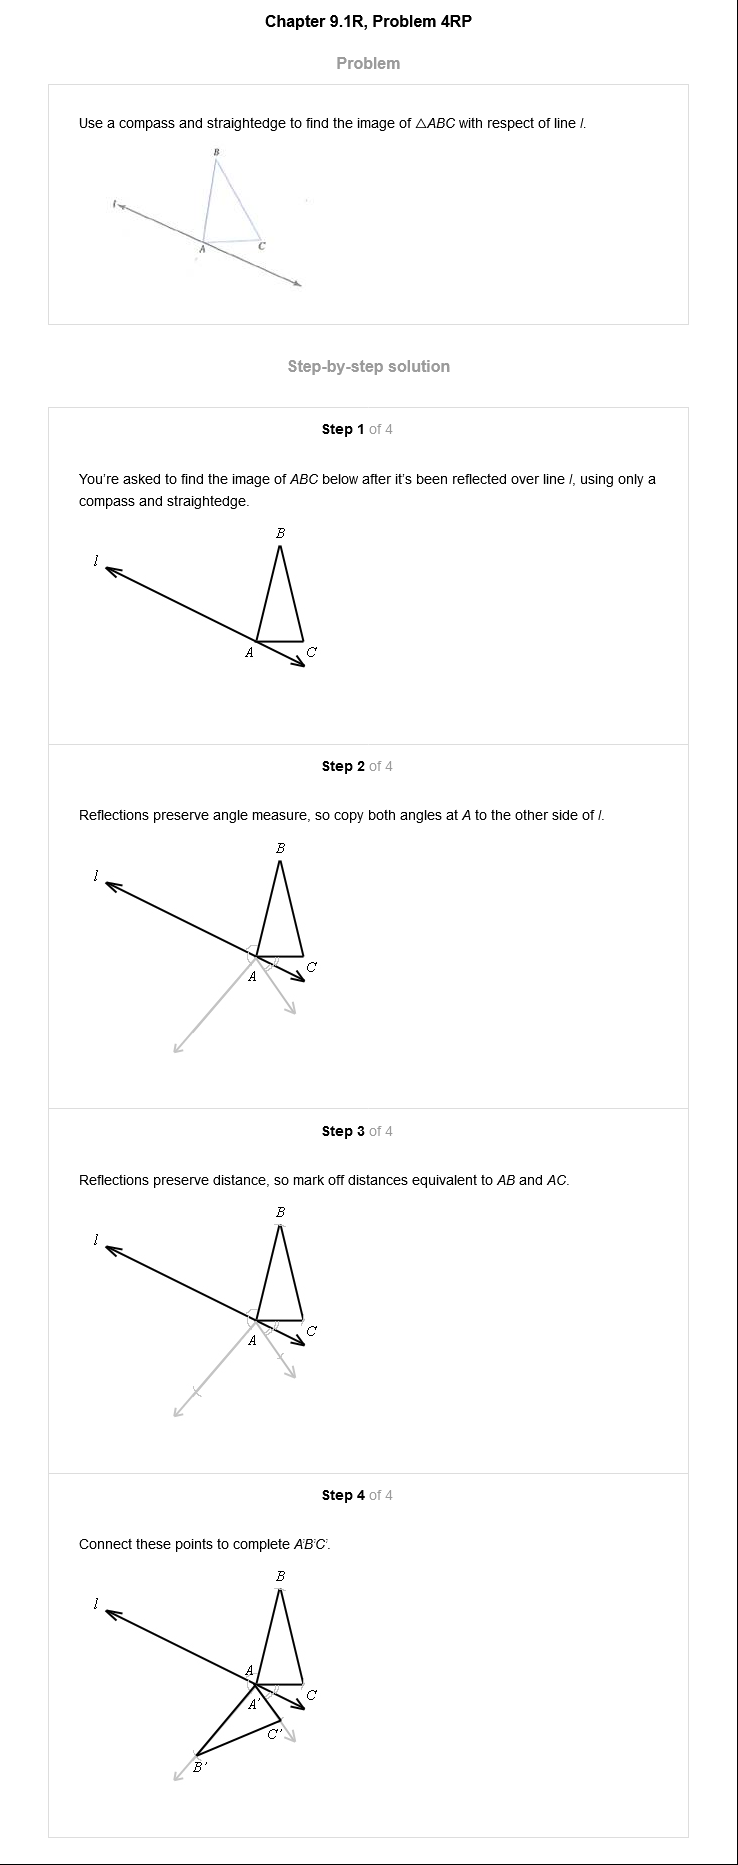 Chapter 9.1R, Problem 4RP
Problem
Use a compass and straightedge to find the image of △ABC with respect of line l.
B
l
A
C
Step-by-step solution
Step 1 of 4
You're asked to find the image of ABC below after it's been reflected over line l, using only a
compass and straightedge.
B
l
A
C
Step 2 of 4
Reflections preserve angle measure, so copy both angles at A to the other side of l.
B
l
A
C
Step 3 of 4
Reflections preserve distance, so mark off distances equivalent to AB and AC.
B
l
A
C
Step 4 of 4
Connect these points to complete A'B'C'.
B
l
A
C
A'
C'
B'